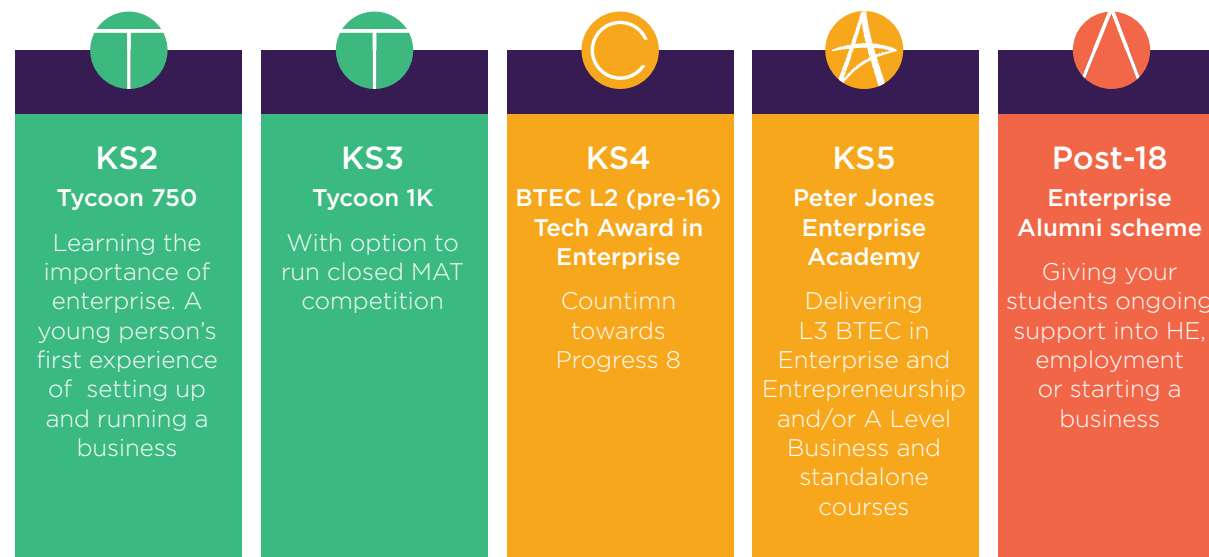 T
T
C
A
KS2
Tycoon 750
Learning the
importance of
enterprise. A
young person's
first experience
of setting up
and running a
business
KS3
Tycoon 1K
With option to
run closed MAT
competition
KS4
BTEC L2 (pre-16)
Tech Award in
Enterprise
Countimn
towards
Progress 8
KS5
Peter Jones
Enterprise
Academy
Delivering
L3 BTEC in
Enterprise and
Entrepreneurship
and/or A Level
Business and
standalone
courses
Post-18
Enterprise
Alumni scheme
Giving your
students ongoing
support into HE,
employment
or starting a
business